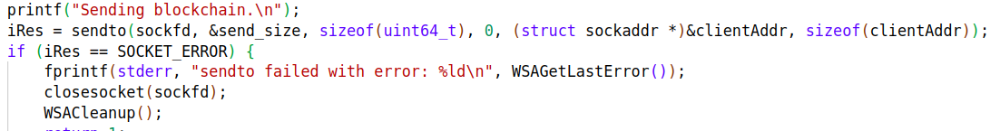 printf("Sending blockchain.\n");
iRes = sendto(sockfd, &send_size, sizeof(uint64_t), 0, (struct sockaddr *)&clientAddr, sizeof(clientAddr));
if (iRes == SOCKET_ERROR) {
    fprintf(stderr, "sendto failed with error: %ld\n", WSAGetLastError());
    closesocket(sockfd);
    WSACleanup();